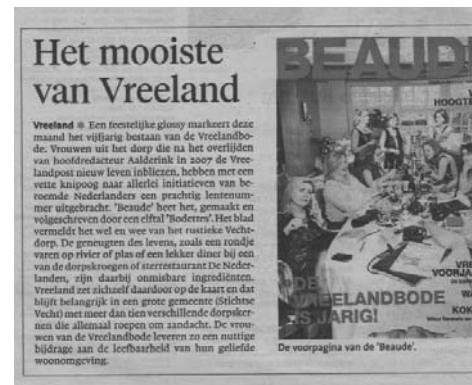 Het mooiste
van Vreeland
Vreeland Een feestelijke glossy markeert deze
maand het vijfjarig bestaan van de Vreelandbo-
de. Vrouwen uit het dorp die na het overlijden
van hoofdredacteur Aalderink in 2007 de Vree-
landpost nieuw leven inbliezen, hebben met een
vette knipoog naar allerlei initiatieven van be-
roemde Nederlanders een prachtig lentenum-
mer uitgebracht. 'Beaude' heet het, gemaakt en
volgeschreven door een elftal 'Bodettes'. Het blad
vermeldt het wel en wee van het rustieke Vecht-
dorp. De geneugten des levens, zoals een rondje
varen op rivier of plas of een lekker diner bij een
van de dorpskroegen of sterrestaurant De Neder-
landen, zijn daarbij onmisbare ingrediënten.
Vreeland zet zichzelf daardoor op de kaart en dat
blijft belangrijk in een grote gemeente (Stichtse
Vecht) met meer dan tien verschillende dorpsker-
nen die allemaal roepen om aandacht. De vrou-
wen van de Vreelandbode leveren zo een nuttige
bijdrage aan de leefbaarheid van hun geliefde
woonomgeving.
BEAUDE
HOOGT
VRE
VOORJA
WA
KOK
DE
VREELANDBODE
IS JARIG!
De voorpagina van de 'Beaude'.